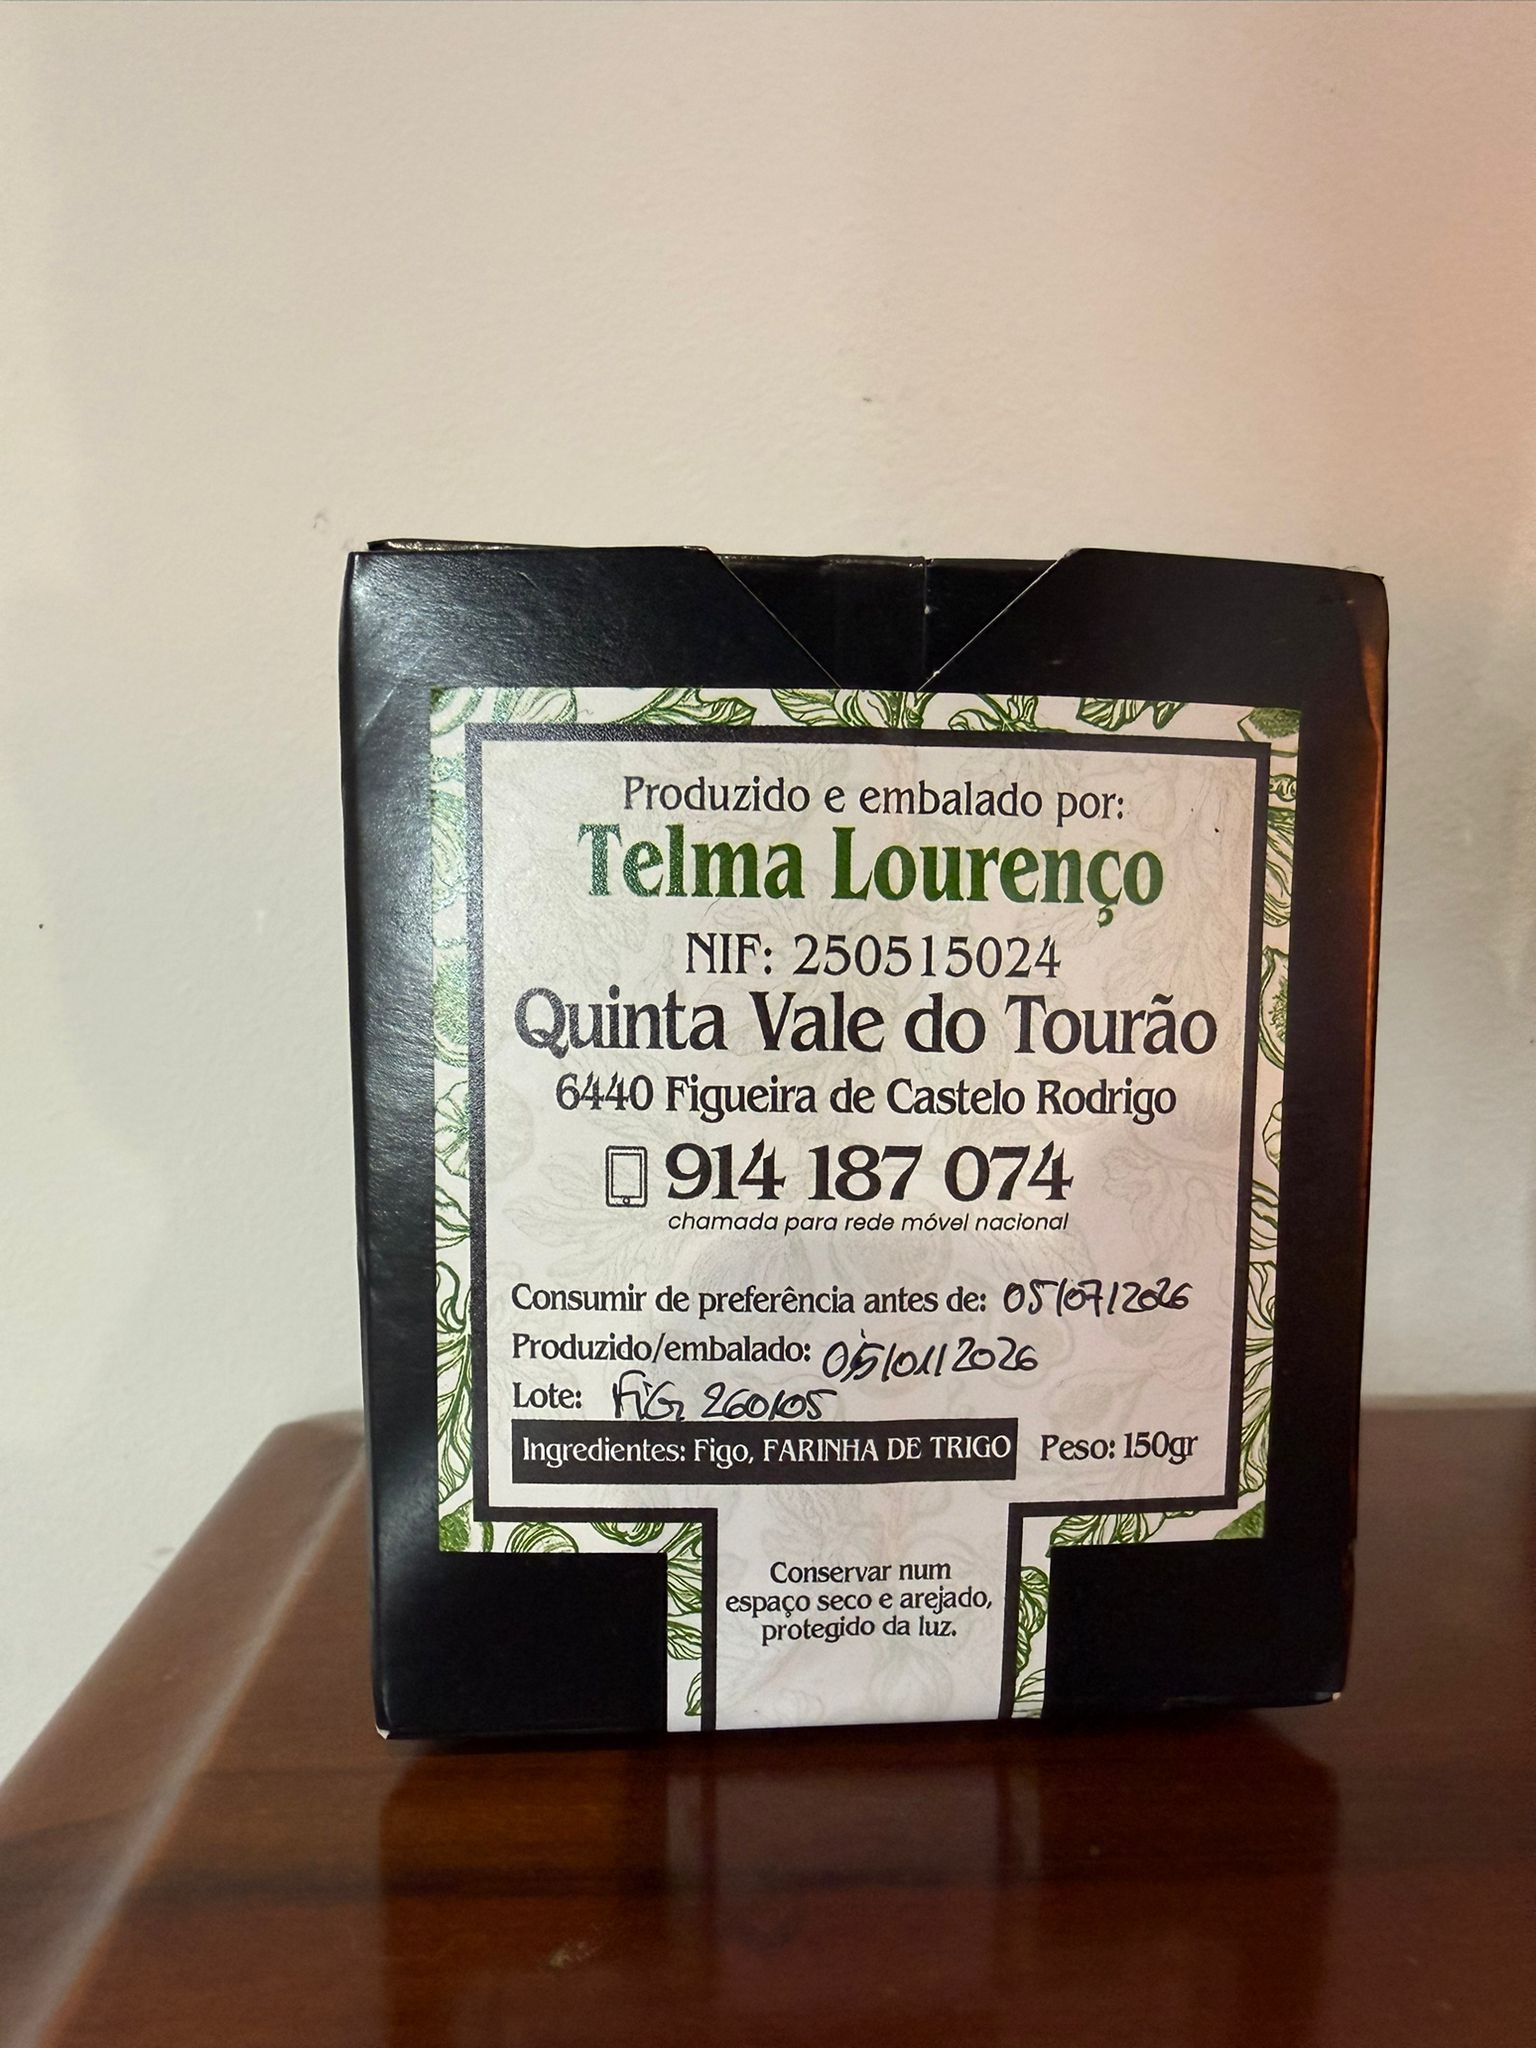 Produzido e embalado por:
Telma Lourenço
NIF: 250515024
Quinta Vale do Tourão
6440 Figueira de Castelo Rodrigo
914 187 074
chamada para rede móvel nacional
Consumir de preferência antes de: 05/07/2026
Produzido/embalado: 05/01/2026
Lote: FIG 260105
Ingredientes: Figo, FARINHA DE TRIGO Peso: 150gr
Conservar num
espaço seco e arejado,
protegido da luz.